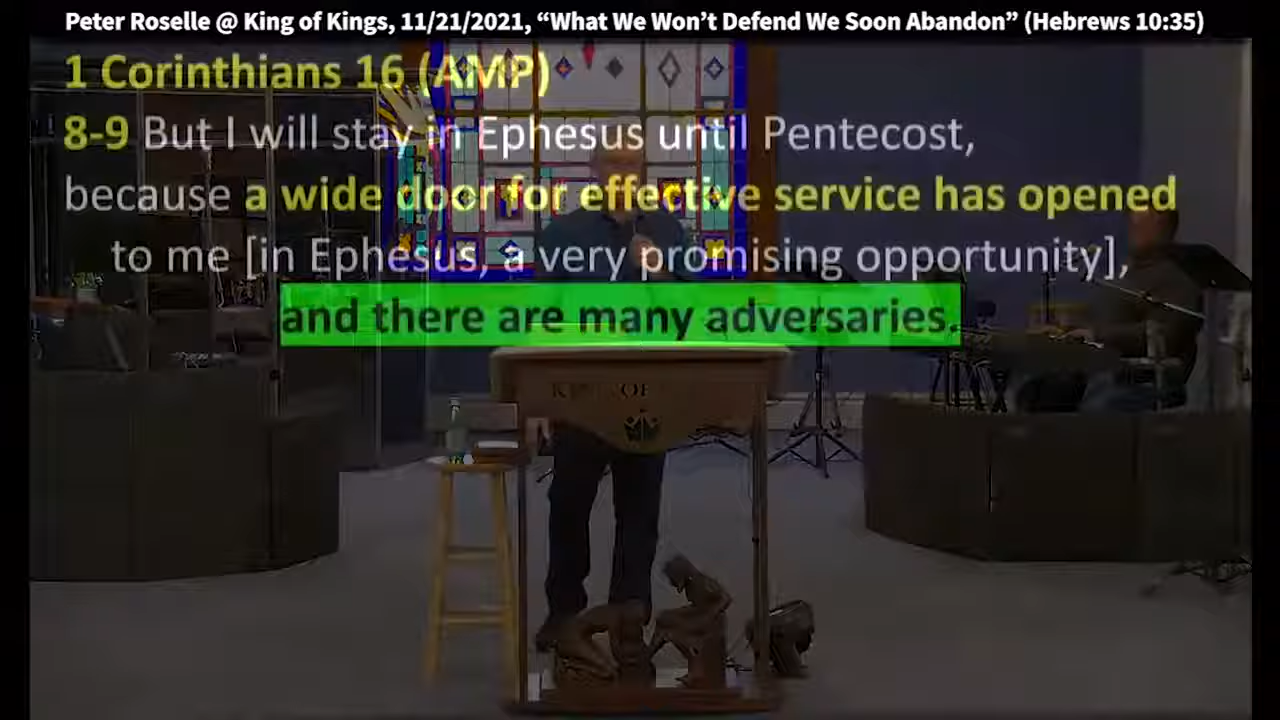 Peter Roselle @ King of Kings, 11/21/2021, “What We Won’t Defend We Soon Abandon” (Hebrews 10:35)
1 Corinthians 16 (AMP)
8-9 But I will stay in Ephesus until Pentecost,
because a wide door for effective service has opened
to me [in Ephesus, a very promising opportunity],
and there are many adversaries.
KING OF